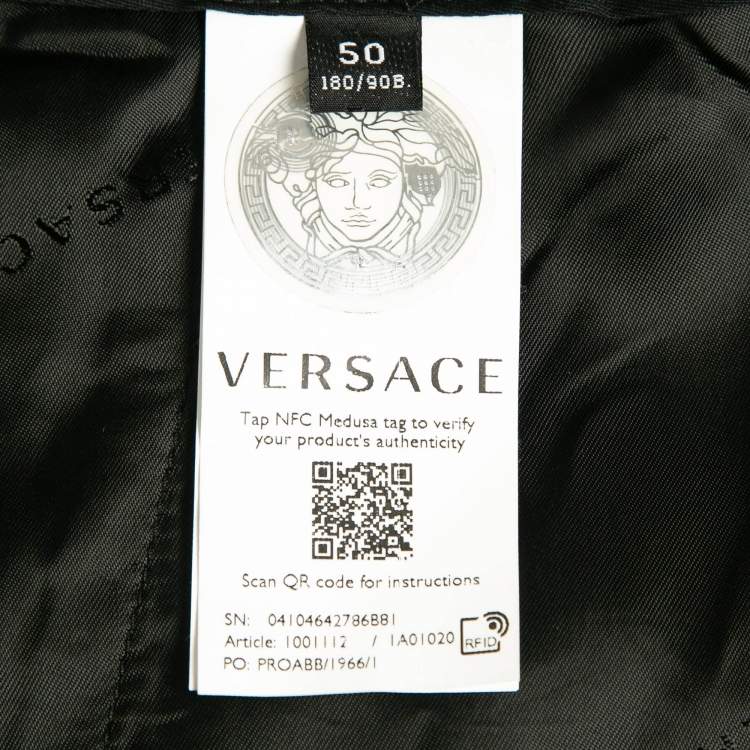 50
180/90B.
VERSACE
Tap NFC Medusa tag to verify
your product's authenticity
Scan QR code for instructions
SN: 04104642786B81
Article: 1001112 / 1A01020
PO: PROABB/1966/1
RFID